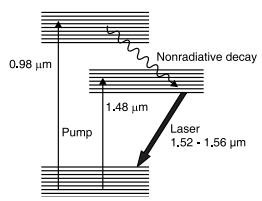 Nonradiative decay
0.98 µm
1.48 µm
Pump
Laser
1.52 - 1.56 µm